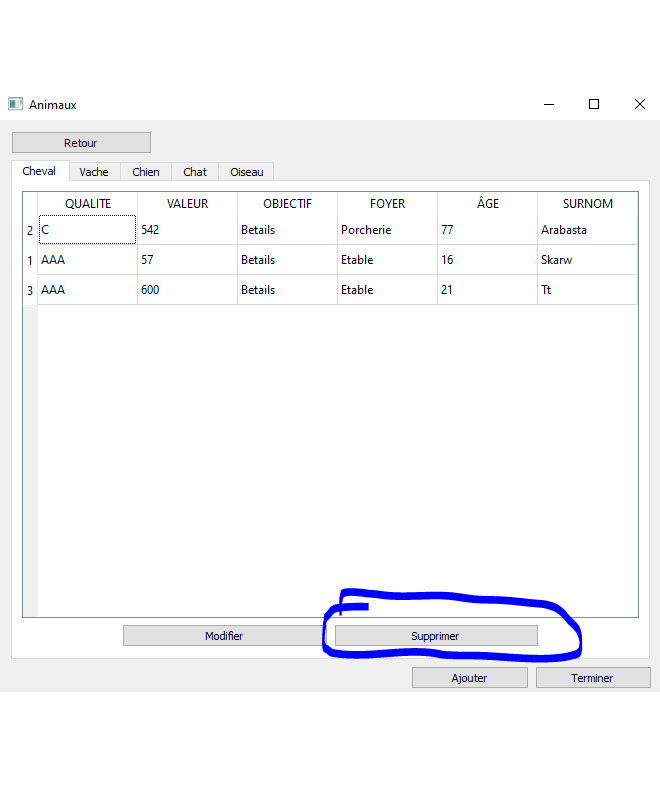 Animaux
Retour
Cheval Vache Chien Chat Oiseau
QUALITE VALEUR OBJECTIF FOYER ÂGE SURNOM
2 C 542 Betails Porcherie 77 Arabasta
1 AAA 57 Betails Etable 16 Skarw
3 AAA 600 Betails Etable 21 Tt
Modifier Supprimer
Ajouter Terminer